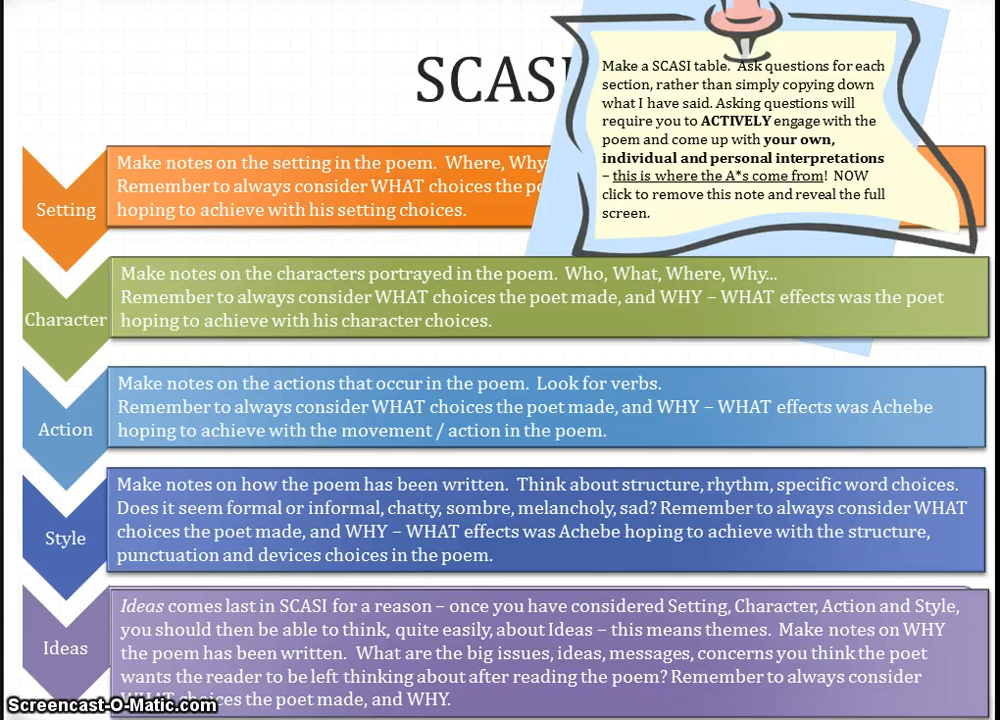 SCASI
Make a SCASI table. Ask questions for each
section, rather than simply copying down
what I have said. Asking questions will
require you to ACTIVELY engage with the
poem and come up with your own,
individual and personal interpretations
– this is where the A*s come from! NOW
click to remove this note and reveal the full
screen.
Setting
Make notes on the setting in the poem. Where, Why
Remember to always consider WHAT choices the po
hoping to achieve with his setting choices.
Character
Make notes on the characters portrayed in the poem. Who, What, Where, Why...
Remember to always consider WHAT choices the poet made, and WHY – WHAT effects was the poet
hoping to achieve with his character choices.
Action
Make notes on the actions that occur in the poem. Look for verbs.
Remember to always consider WHAT choices the poet made, and WHY – WHAT effects was Achebe
hoping to achieve with the movement / action in the poem.
Style
Make notes on how the poem has been written. Think about structure, rhythm, specific word choices.
Does it seem formal or informal, chatty, sombre, melancholy, sad? Remember to always consider WHAT
choices the poet made, and WHY – WHAT effects was Achebe hoping to achieve with the structure,
punctuation and devices choices in the poem.
Ideas
Ideas comes last in SCASI for a reason – once you have considered Setting, Character, Action and Style,
you should then be able to think, quite easily, about Ideas – this means themes. Make notes on WHY
the poem has been written. What are the big issues, ideas, messages, concerns you think the poet
wants the reader to be left thinking about after reading the poem? Remember to always consider
WHAT choices the poet made, and WHY.
Screencast-O-Matic.com